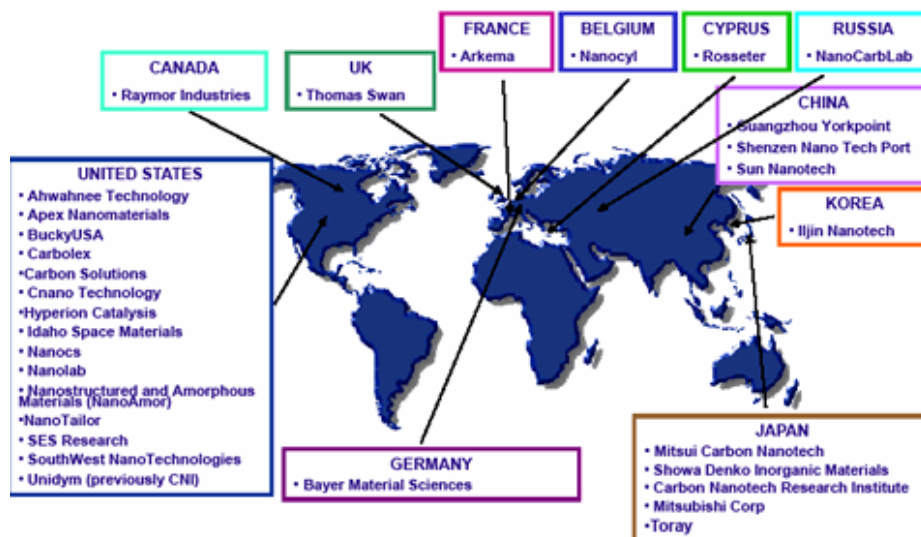 FRANCE
• Arkema
BELGIUM
• Nanocyl
CYPRUS
• Rosseter
RUSSIA
• NanoCarbLab
CANADA
• Raymor Industries
UK
• Thomas Swan
CHINA
• Guangzhou Yorkpoint
• Shenzen Nano Tech Port
• Sun Nanotech
UNITED STATES
• Ahwahnee Technology
• Apex Nanomaterials
• BuckyUSA
• Carbolex
•Carbon Solutions
• Cnano Technology
•Hyperion Catalysis
• Idaho Space Materials
• Nanocs
• Nanolab
• Nanostructured and Amorphous
Materials (NanoAmor)
•NanoTailor
• SES Research
• SouthWest NanoTechnologies
• Unidym (previously CNI)
KOREA
• Iljin Nanotech
GERMANY
• Bayer Material Sciences
JAPAN
• Mitsui Carbon Nanotech
• Showa Denko Inorganic Materials
• Carbon Nanotech Research Institute
• Mitsubishi Corp
•Toray